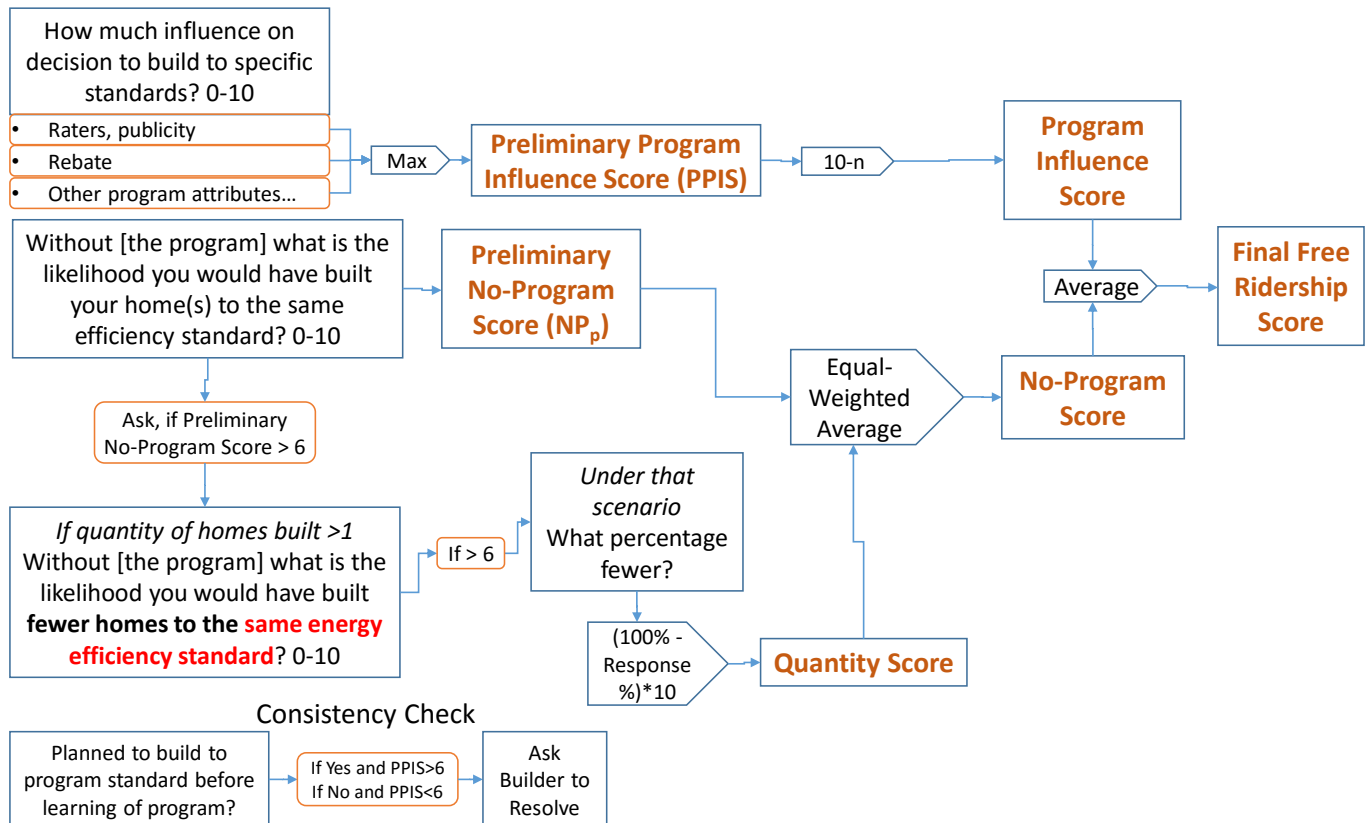 How much influence on
decision to build to specific
standards? 0-10
• Raters, publicity
• Rebate
• Other program attributes…
Max
Preliminary Program
Influence Score (PPIS)
10-n
Program
Influence
Score
Without [the program] what is the
likelihood you would have built
your home(s) to the same
efficiency standard? 0-10
Preliminary
No-Program
Score (NPp)
Average
Final Free
Ridership
Score
Equal-
Weighted
Average
No-Program
Score
Ask, if Preliminary
No-Program Score > 6
If quantity of homes built >1
Without [the program] what is the
likelihood you would have built
fewer homes to the same energy
efficiency standard? 0-10
If > 6
Under that
scenario
What percentage
fewer?
(100% -
Response
%)*10
Quantity Score
Consistency Check
Planned to build to
program standard before
learning of program?
If Yes and PPIS>6
If No and PPIS<6
Ask
Builder to
Resolve